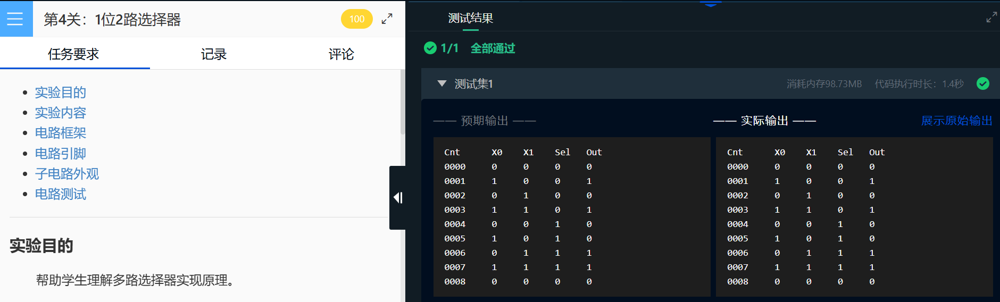 第4关：1位2路选择器
100
任务要求 记录 评论
实验目的
实验内容
电路框架
电路引脚
子电路外观
电路测试
实验目的
帮助学生理解多路选择器实现原理。
测试结果
1/1 全部通过
测试集1 消耗内存98.73MB 代码执行时长：1.4秒
—— 预期输出 ——
Cnt X0 X1 Sel Out
0000 0 0 0 0
0001 1 0 0 1
0002 0 1 0 0
0003 1 1 0 1
0004 0 0 1 0
0005 1 0 1 0
0006 0 1 1 1
0007 1 1 1 1
0008 0 0 0 0
—— 实际输出 —— 展示原始输出
Cnt X0 X1 Sel Out
0000 0 0 0 0
0001 1 0 0 1
0002 0 1 0 0
0003 1 1 0 1
0004 0 0 1 0
0005 1 0 1 0
0006 0 1 1 1
0007 1 1 1 1
0008 0 0 0 0